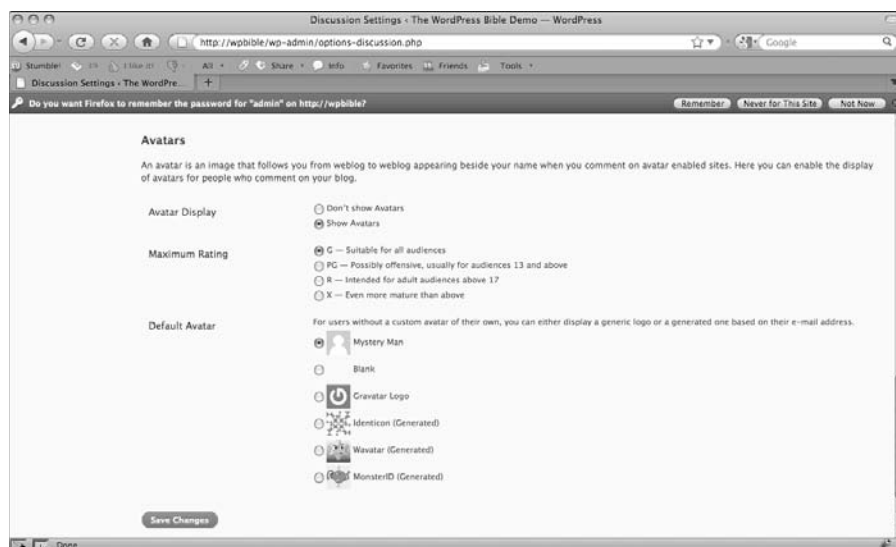 Discussion Settings ‹ The WordPress Bible Demo — WordPress
http://wpbible/wp-admin/options-discussion.php
Google
Stumble!
I like it!
All
Share
Info
Favorites
Friends
Tools
Discussion Settings ‹ The WordPre...
+
Do you want Firefox to remember the password for "admin" on http://wpbible?
Remember
Never for This Site
Not Now
Avatars
An avatar is an image that follows you from weblog to weblog appearing beside your name when you comment on avatar enabled sites. Here you can enable the display
of avatars for people who comment on your blog.
Avatar Display
Don't show Avatars
Show Avatars
Maximum Rating
G — Suitable for all audiences
PG — Possibly offensive, usually for audiences 13 and above
R — Intended for adult audiences above 17
X — Even more mature than above
Default Avatar
For users without a custom avatar of their own, you can either display a generic logo or a generated one based on their e-mail address.
Mystery Man
Blank
Gravatar Logo
Identicon (Generated)
Wavatar (Generated)
MonsterID (Generated)
Save Changes
Done